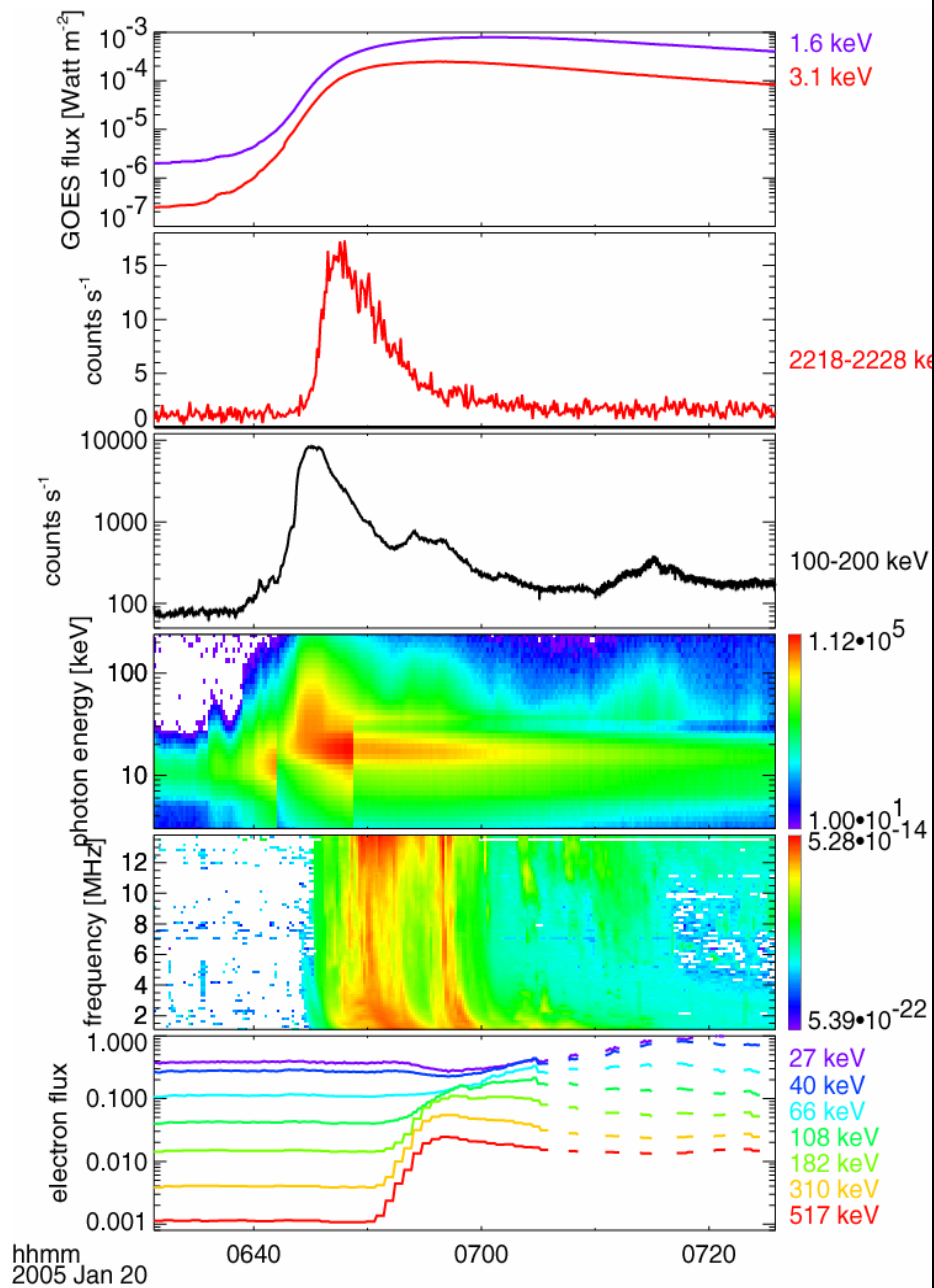 GOES flux [Watt m-2]
10-3
10-4
10-5
10-6
10-7
1.6 keV
3.1 keV
counts s-1
15
10
5
0
2218-2228 ke
counts s-1
10000
1000
100
100-200 keV
photon energy [keV]
100
10
1.12•105
1.00•101
frequency [MHz]
12
10
8
6
4
2
5.28•10-14
5.39•10-22
electron flux
1.000
0.100
0.010
0.001
27 keV
40 keV
66 keV
108 keV
182 keV
310 keV
517 keV
hhmm
2005 Jan 20
0640
0700
0720